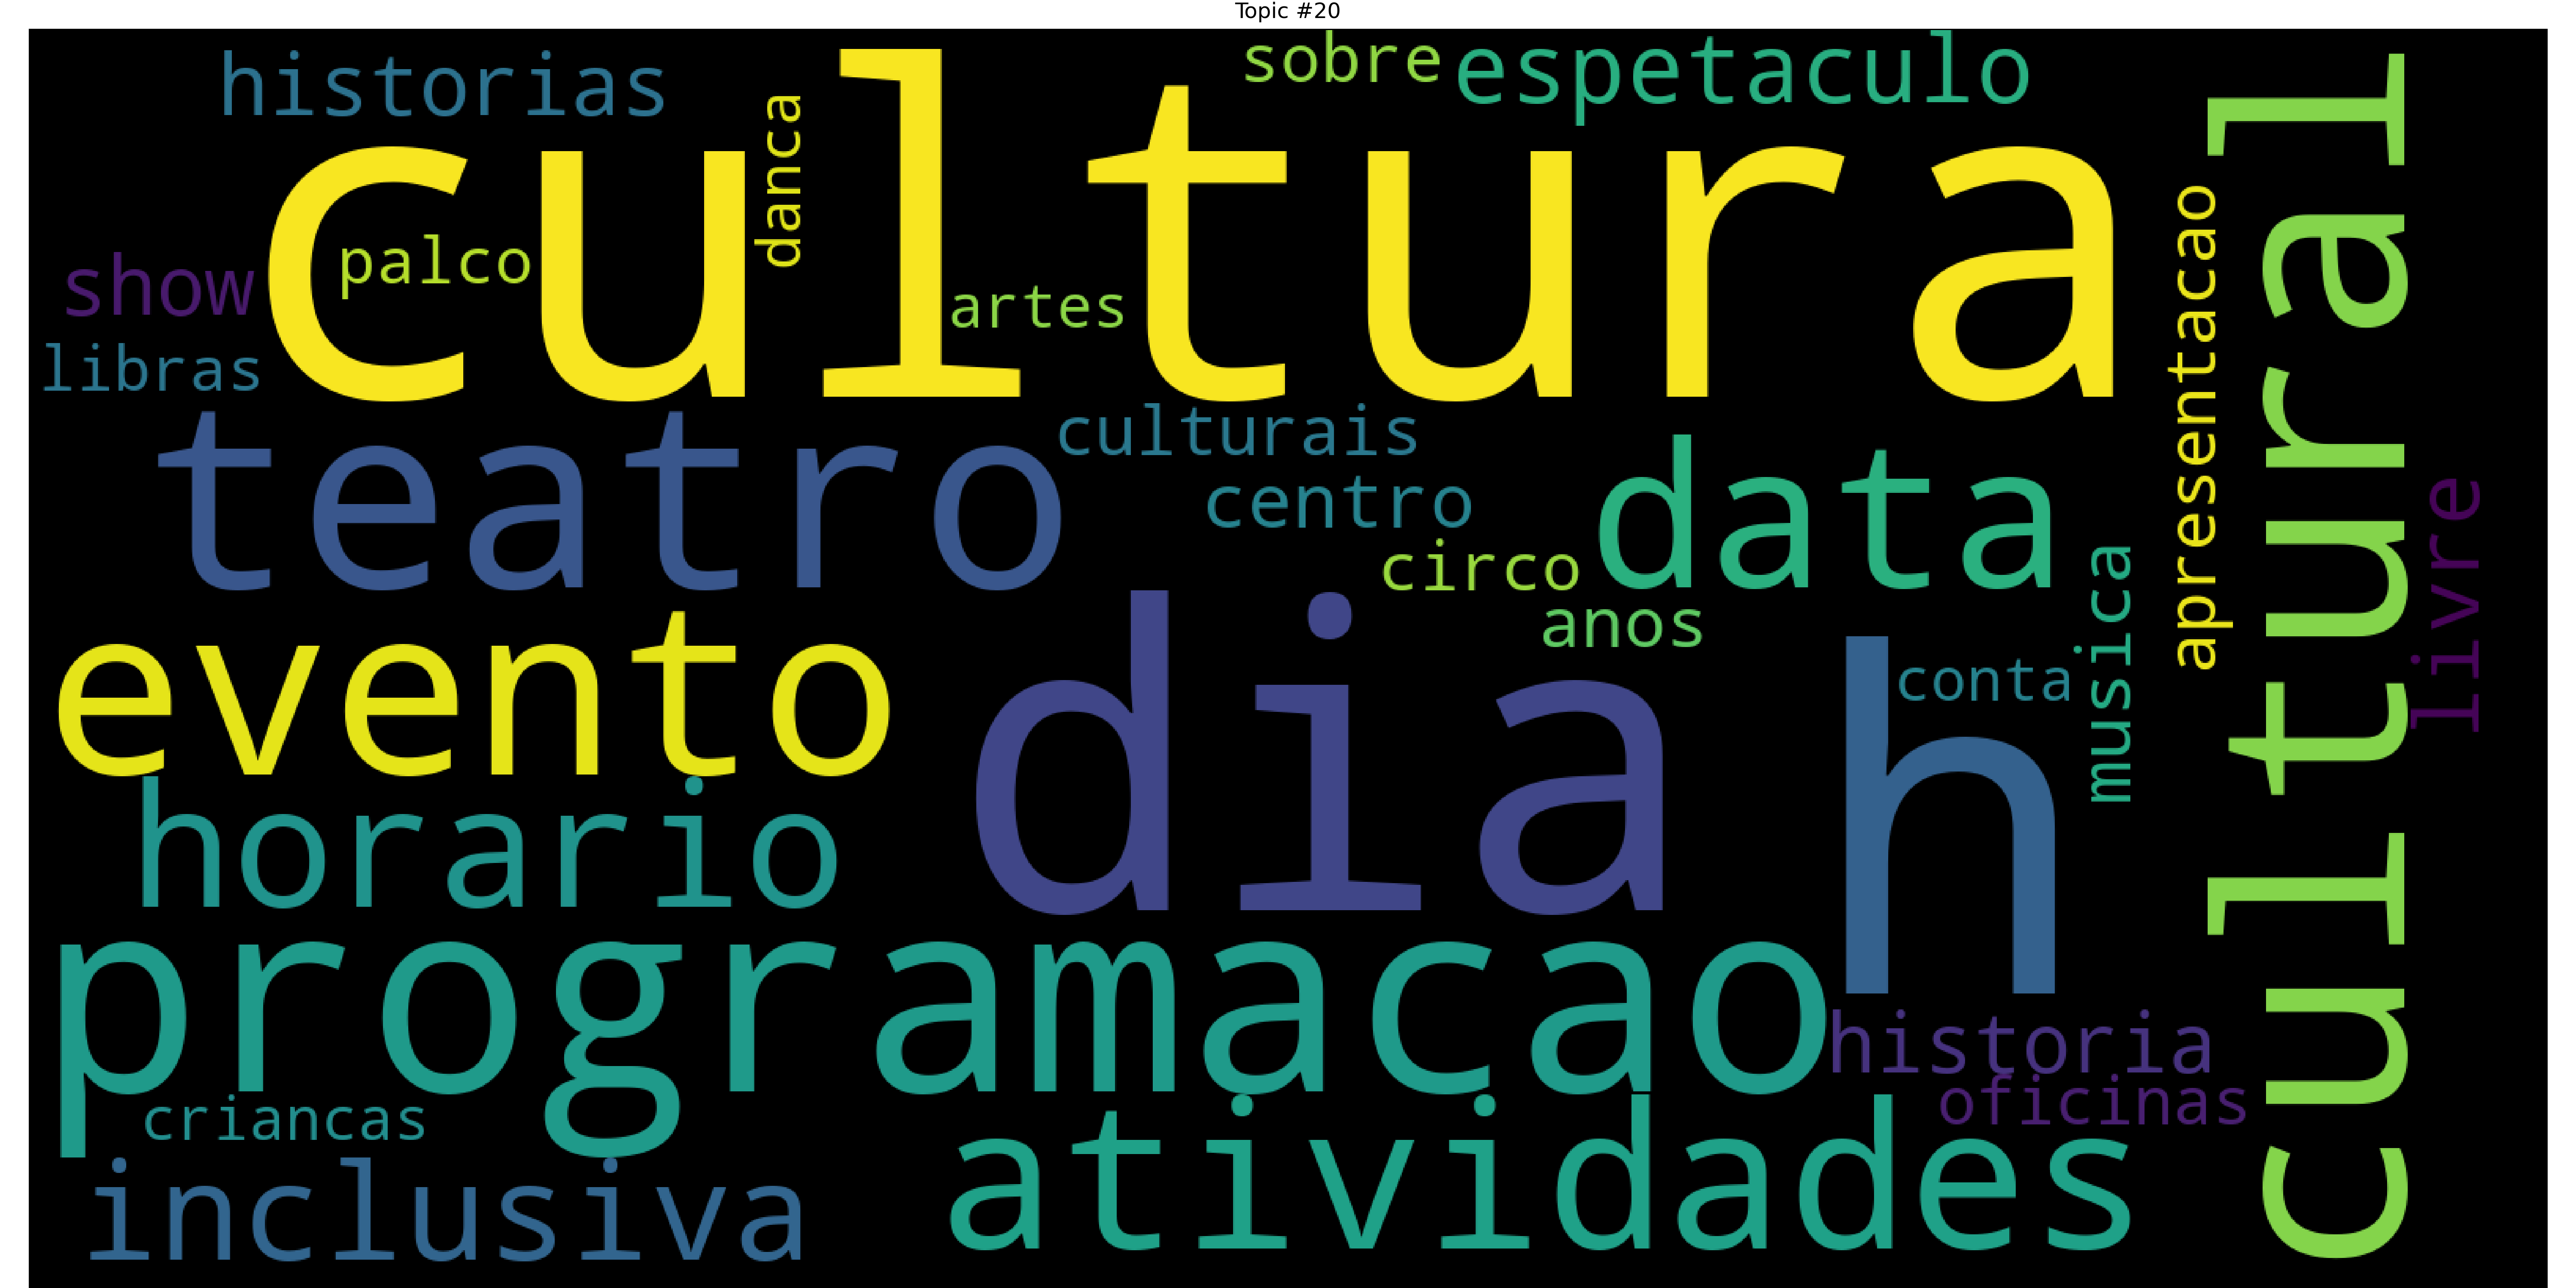 Topic #20
sobre
espetaculo
historias
cultura
danca
palco
show
artes
libras
cultural
apresentacao
teatro
culturais
centro
data
circo
anos
livre
musica
evento
dia
h
conta
horario
programacao
historia
oficinas
criancas
atividades
inclusiva